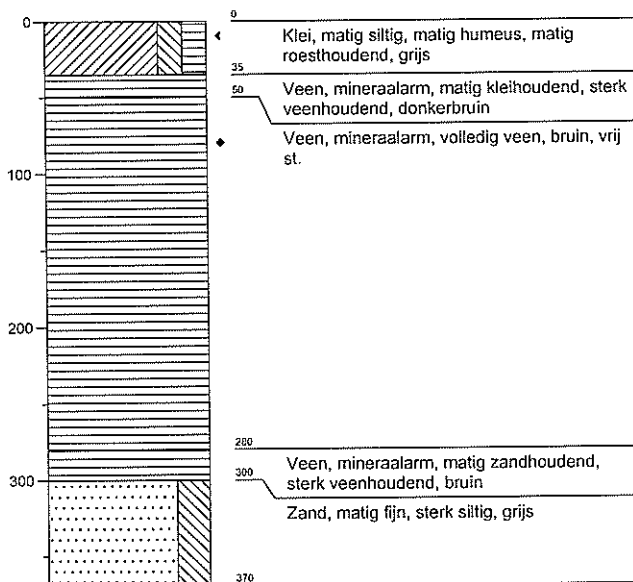 0
100
200
300
0
Klei, matig siltig, matig humeus, matig
roesthoudend, grijs
35
Veen, mineraalarm, matig kleihoudend, sterk
veenhoudend, donkerbruin
50
Veen, mineraalarm, volledig veen, bruin, vrij
st.
280
Veen, mineraalarm, matig zandhoudend,
sterk veenhoudend, bruin
300
Zand, matig fijn, sterk siltig, grijs
370